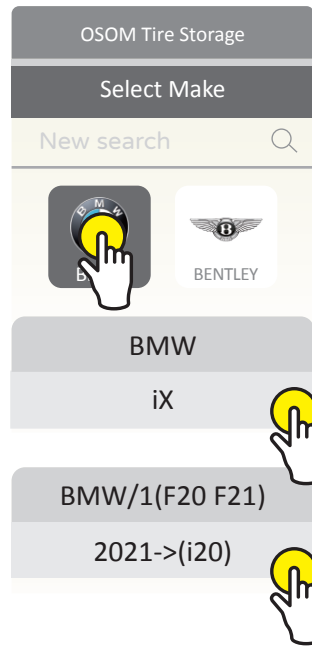 OSOM Tire Storage
Select Make
New search
B M W
B
BENTLEY
BMW
iX
BMW/1(F20 F21)
2021->(i20)